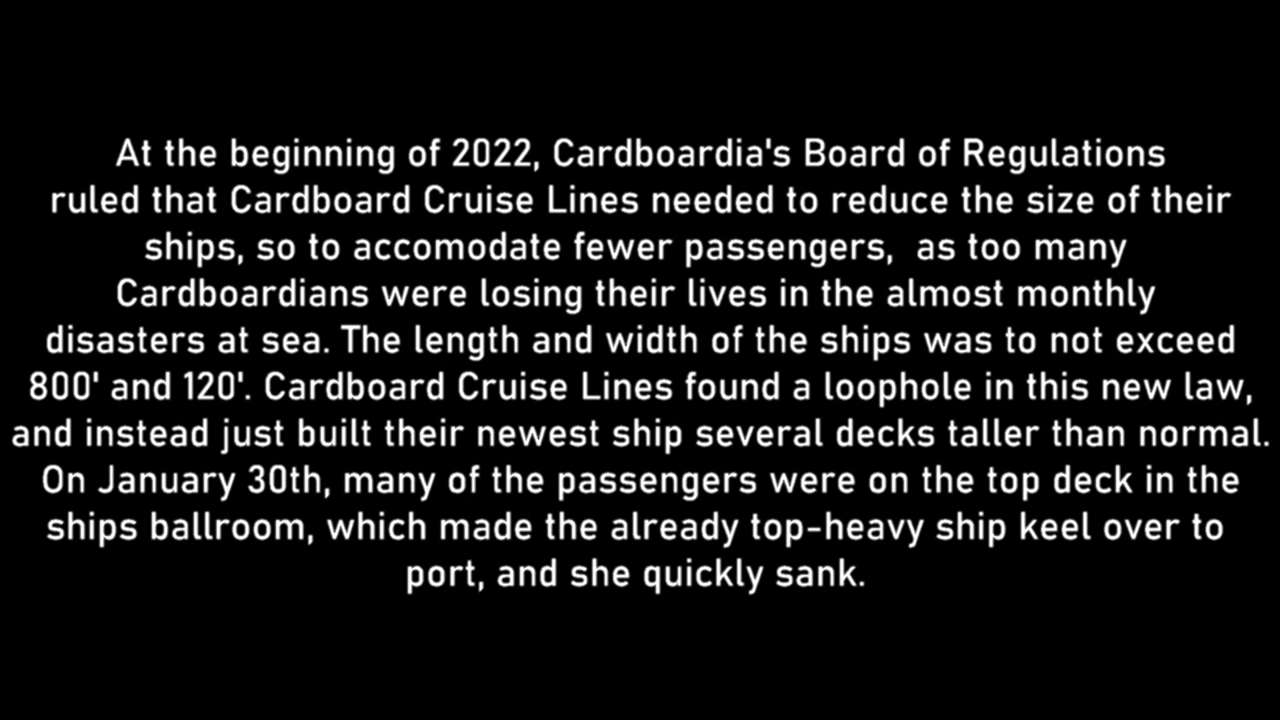 At the beginning of 2022, Cardboardia's Board of Regulations
ruled that Cardboard Cruise Lines needed to reduce the size of their
ships, so to accomodate fewer passengers,  as too many
Cardboardians were losing their lives in the almost monthly
disasters at sea. The length and width of the ships was to not exceed
800' and 120'. Cardboard Cruise Lines found a loophole in this new law,
and instead just built their newest ship several decks taller than normal.
On January 30th, many of the passengers were on the top deck in the
ships ballroom, which made the already top-heavy ship keel over to
port, and she quickly sank.